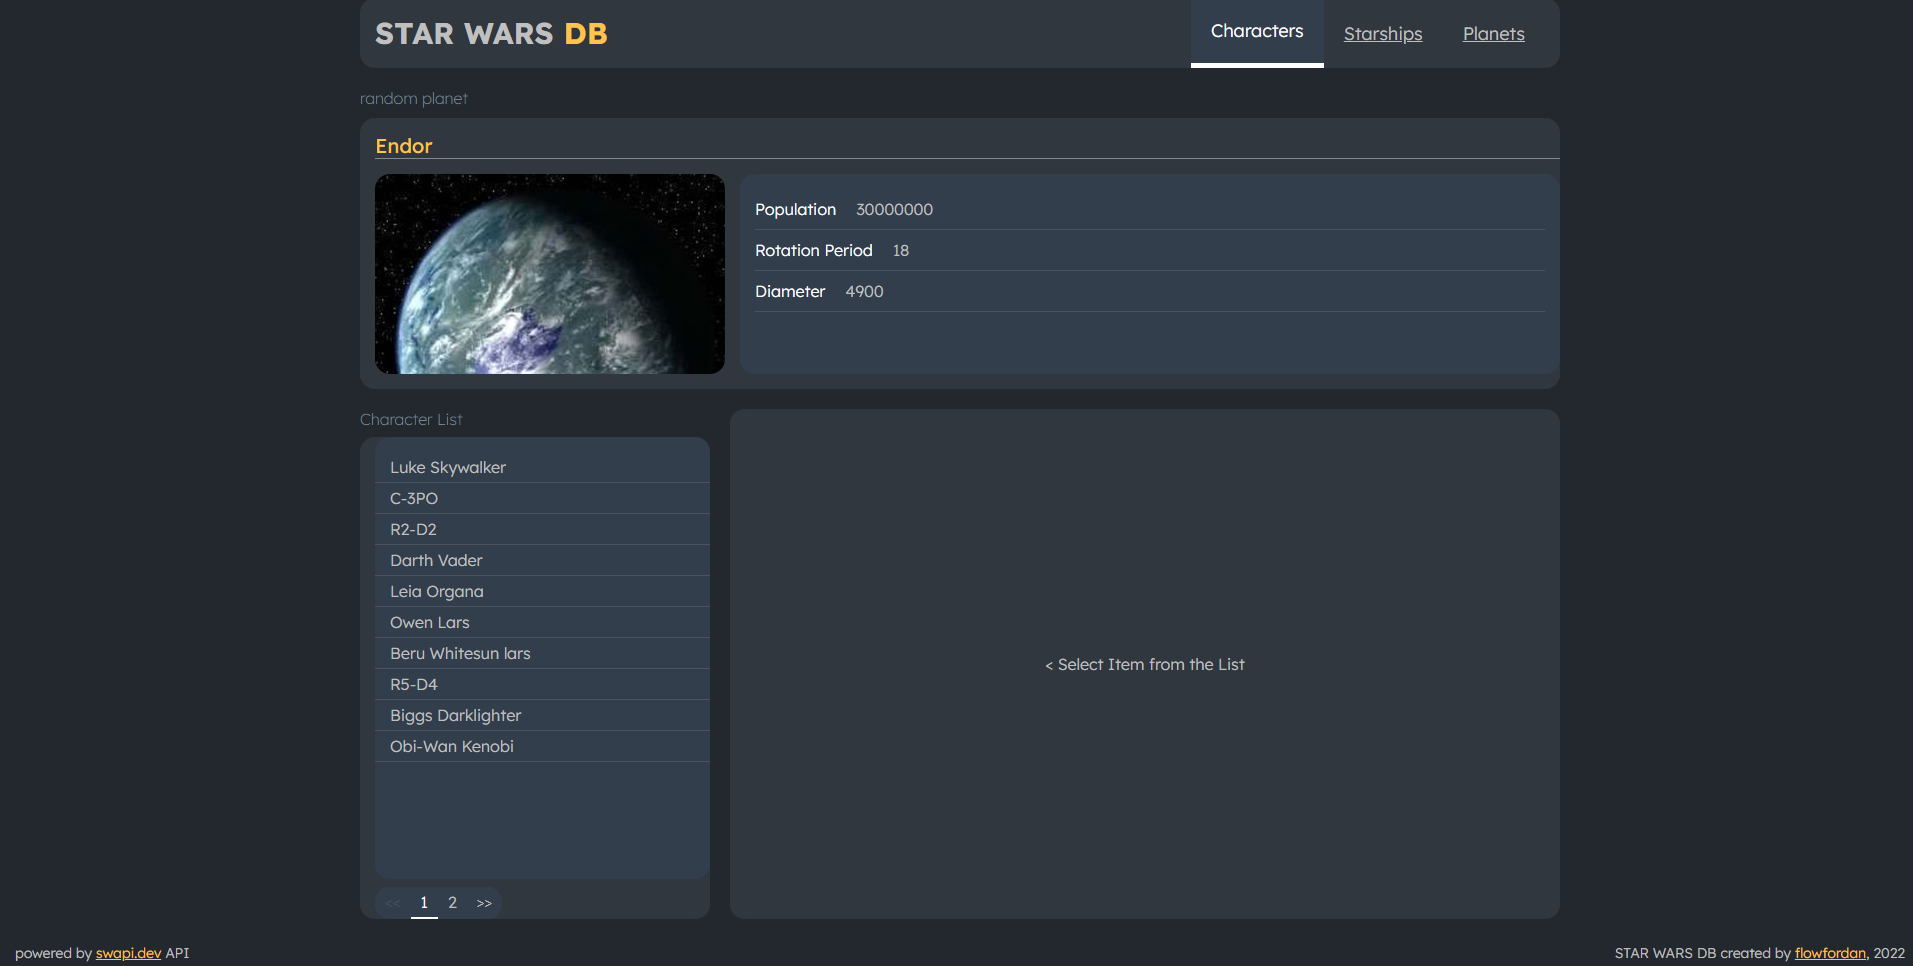 STAR WARS DB
Characters Starships Planets
random planet
Endor
Population 30000000
Rotation Period 18
Diameter 4900
Character List
Luke Skywalker
C-3PO
R2-D2
Darth Vader
Leia Organa
Owen Lars
Beru Whitesun lars
R5-D4
Biggs Darklighter
Obi-Wan Kenobi
<< 1 2 >>
< Select Item from the List
powered by swapi.dev API
STAR WARS DB created by flowfordan, 2022